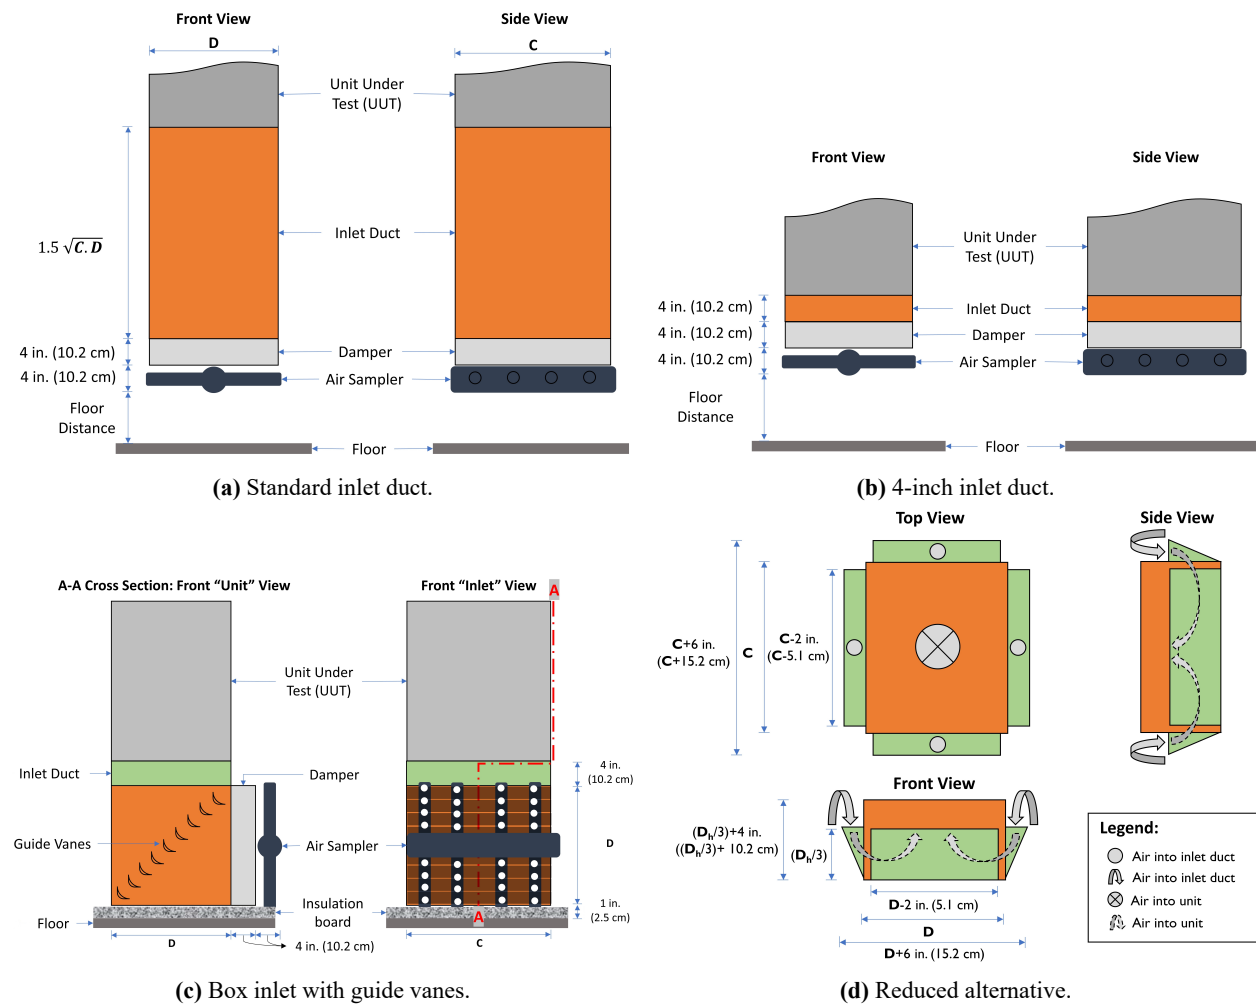 Front View
Side View
D
C
Unit Under
Test (UUT)
1.5 √C.D
Inlet Duct
4 in. (10.2 cm)
Damper
4 in. (10.2 cm)
Air Sampler
Floor
Distance
Floor
(a) Standard inlet duct.
Front View
Side View
Unit Under
Test (UUT)
4 in. (10.2 cm)
Inlet Duct
4 in. (10.2 cm)
Damper
4 in. (10.2 cm)
Air Sampler
Floor
Distance
Floor
(b) 4-inch inlet duct.
A-A Cross Section: Front “Unit” View
Front “Inlet” View
A
Unit Under
Test (UUT)
Inlet Duct
Damper
4 in.
(10.2 cm)
Guide Vanes
Air Sampler
D
Insulation
board
1 in.
(2.5 cm)
A
Floor
D
4 in. (10.2 cm)
C
(c) Box inlet with guide vanes.
Top View
Side View
C+6 in.
(C+15.2 cm)
C
C-2 in.
(C-5.1 cm)
Front View
(Dh/3)+4 in.
((Dh/3)+ 10.2 cm)
(Dh/3)
D-2 in. (5.1 cm)
D
D+6 in. (15.2 cm)
Legend:
Air into inlet duct
Air into inlet duct
Air into unit
Air into unit
(d) Reduced alternative.